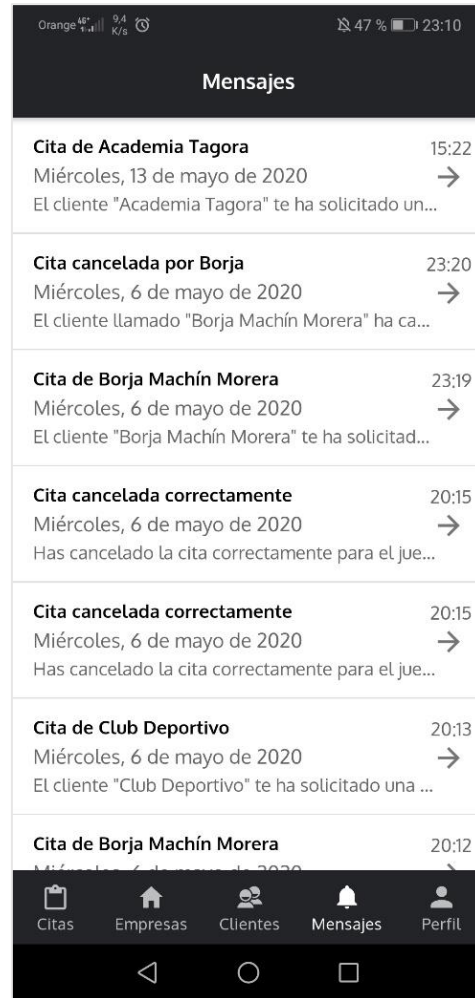 Orange 46+ 9,4 K/s 47 % 23:10
Mensajes
Cita de Academia Tagora 15:22
Miércoles, 13 de mayo de 2020
El cliente "Academia Tagora" te ha solicitado un...
Cita cancelada por Borja 23:20
Miércoles, 6 de mayo de 2020
El cliente llamado "Borja Machín Morera" ha ca...
Cita de Borja Machín Morera 23:19
Miércoles, 6 de mayo de 2020
El cliente "Borja Machín Morera" te ha solicitad...
Cita cancelada correctamente 20:15
Miércoles, 6 de mayo de 2020
Has cancelado la cita correctamente para el jue...
Cita cancelada correctamente 20:15
Miércoles, 6 de mayo de 2020
Has cancelado la cita correctamente para el jue...
Cita de Club Deportivo 20:13
Miércoles, 6 de mayo de 2020
El cliente "Club Deportivo" te ha solicitado una ...
Cita de Borja Machín Morera 20:12
Miércoles, 6 de mayo de 2020
Citas Empresas Clientes Mensajes Perfil